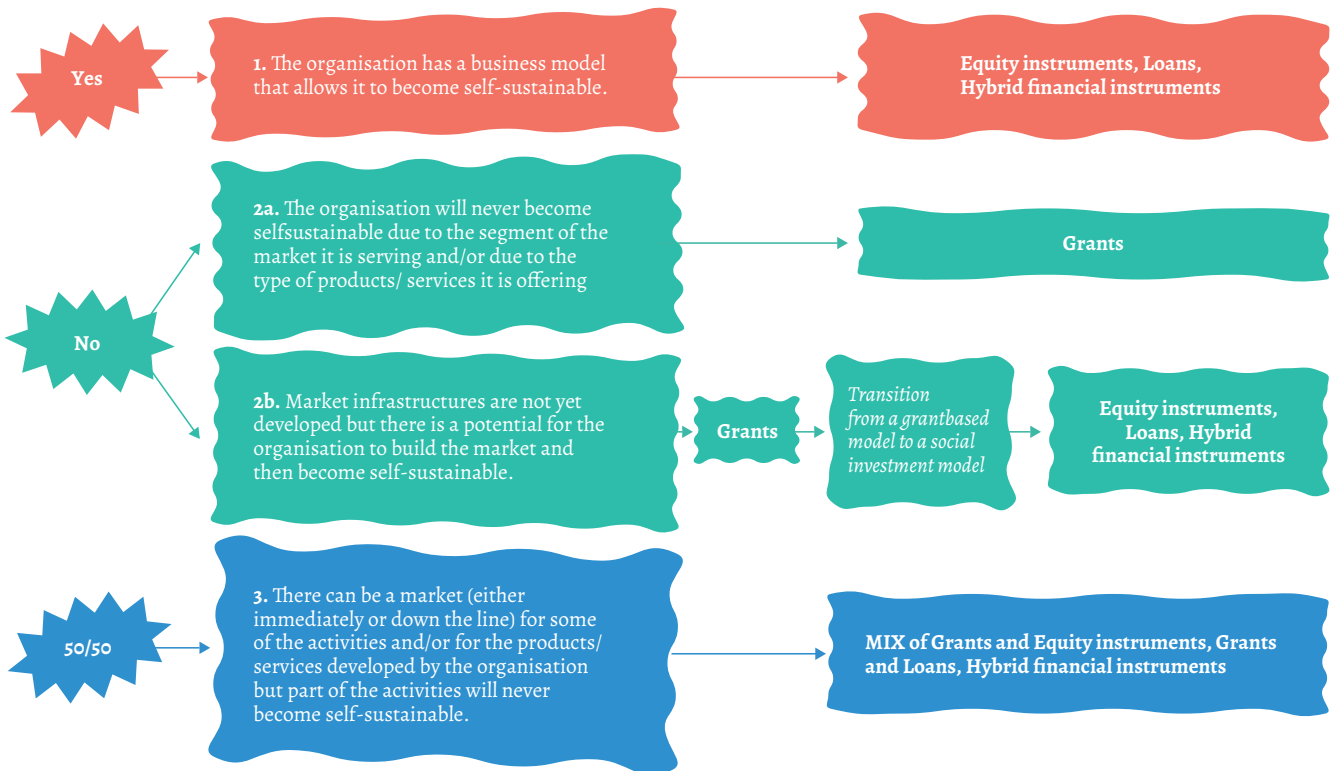 Yes
1. The organisation has a business model
that allows it to become self-sustainable.
Equity instruments, Loans,
Hybrid financial instruments
No
2a. The organisation will never become
selfsustainable due to the segment of the
market it is serving and/or due to the
type of products/ services it is offering
Grants
2b. Market infrastructures are not yet
developed but there is a potential for the
organisation to build the market and
then become self-sustainable.
Grants
Transition
from a grantbased
model to a social
investment model
Equity instruments,
Loans, Hybrid
financial instruments
50/50
3. There can be a market (either
immediately or down the line) for some
of the activities and/or for the products/
services developed by the organisation
but part of the activities will never
become self-sustainable.
MIX of Grants and Equity instruments, Grants
and Loans, Hybrid financial instruments